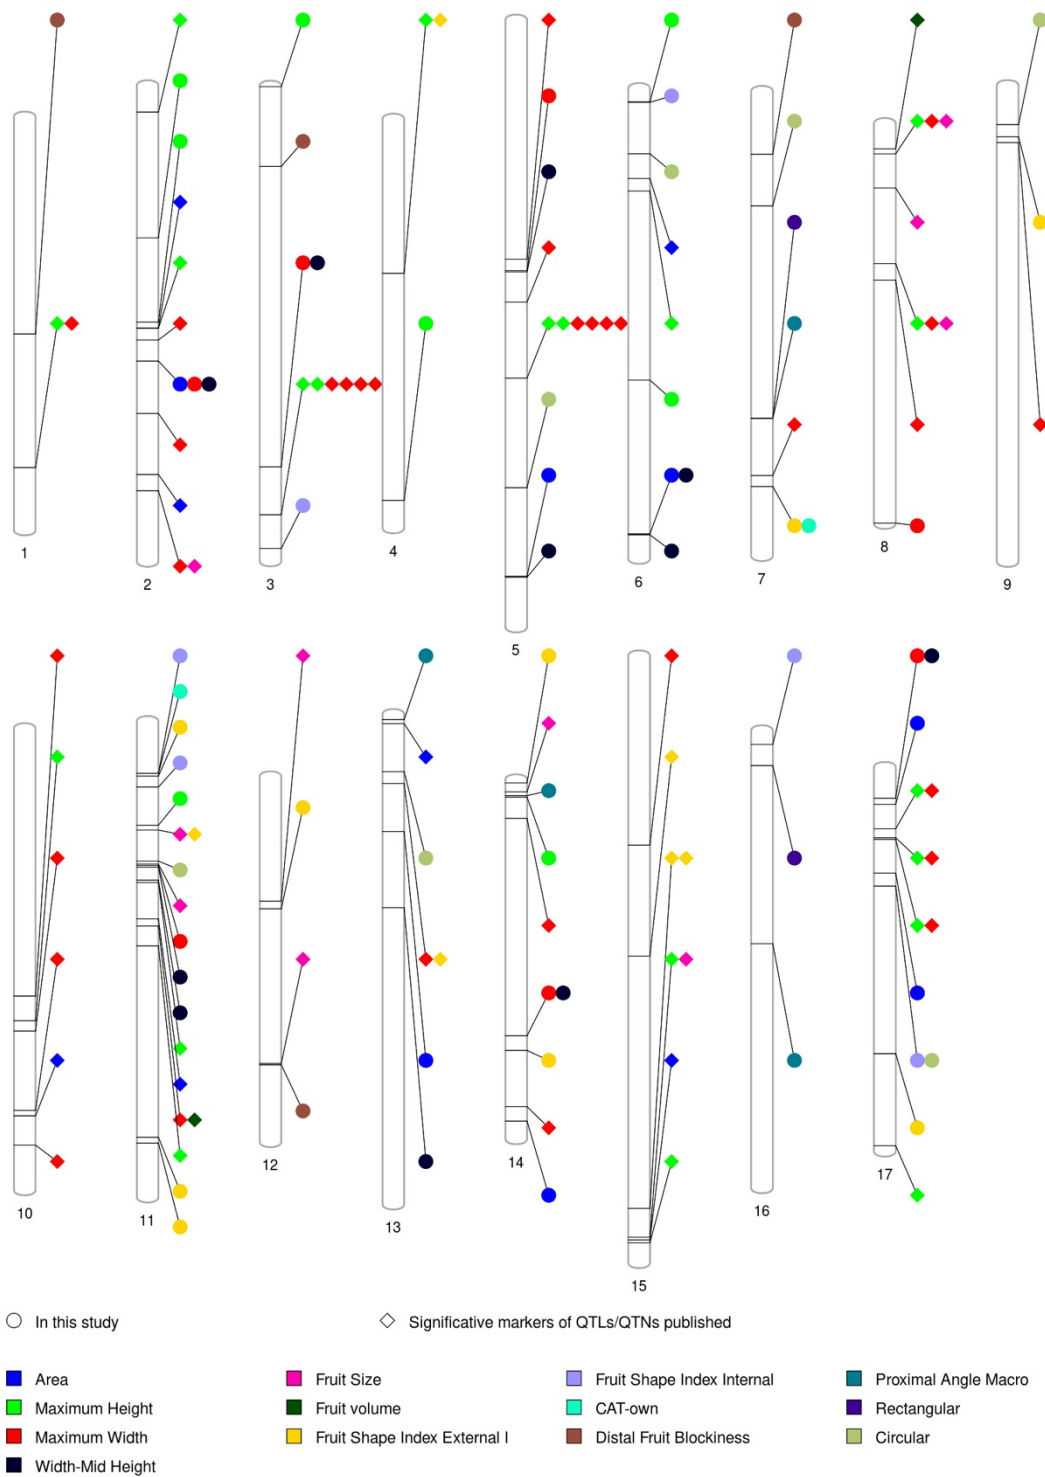 1
2
3
4
5
6
7
8
9
10
11
12
13
14
15
16
17
In this study
Significative markers of QTLs/QTNs published
Area
Fruit Size
Fruit Shape Index Internal
Proximal Angle Macro
Maximum Height
Fruit volume
CAT-own
Rectangular
Maximum Width
Fruit Shape Index External I
Distal Fruit Blockiness
Circular
Width-Mid Height